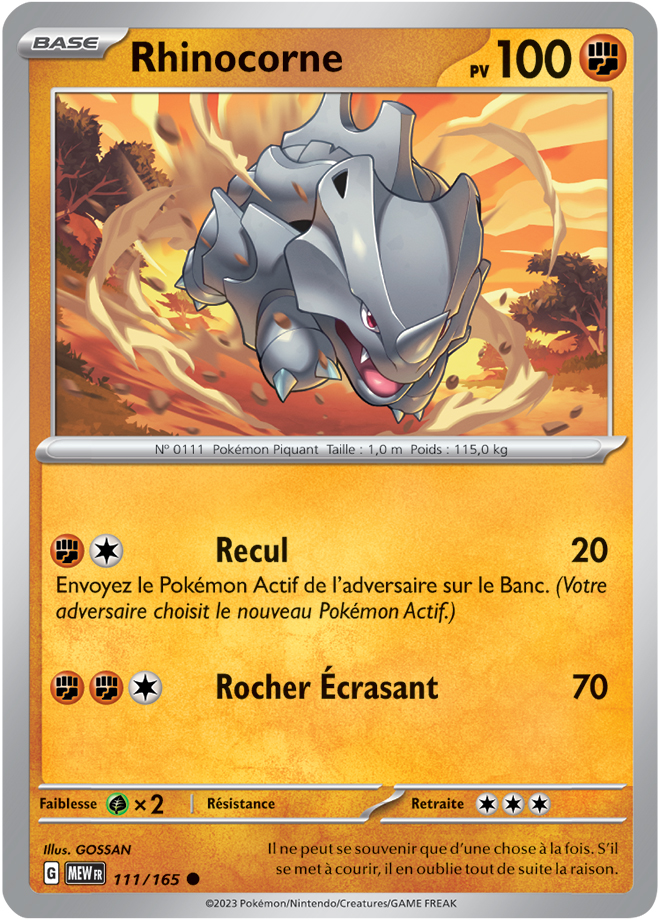 BASE
Rhinocorne
PV 100
N° 0111 Pokémon Piquant Taille : 1,0 m Poids : 115,0 kg
Recul 20
Envoyez le Pokémon Actif de l'adversaire sur le Banc. (Votre
adversaire choisit le nouveau Pokémon Actif.)
Rocher Écrasant 70
Faiblesse ×2 Résistance Retraite
Illus. GOSSAN
Il ne peut se souvenir que d'une chose à la fois. S'il
se met à courir, il en oublie tout de suite la raison.
G MEW FR 111/165
©2023 Pokémon/Nintendo/Creatures/GAME FREAK